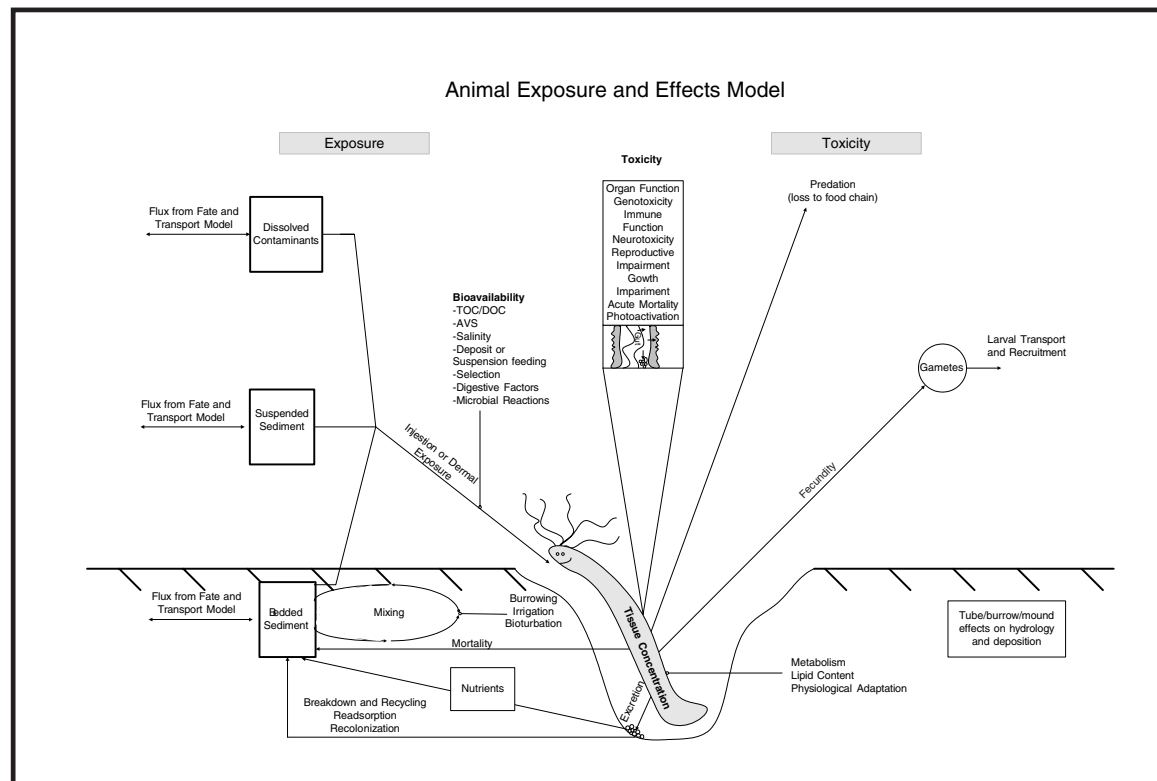 Animal Exposure and Effects Model
Exposure
Toxicity
Toxicity
Organ Function
Genotoxicity
Immune
Function
Neurotoxicity
Reproductive
Impairment
Gowth
Impariment
Acute Mortality
Photoactivation
Gut
Predation
(loss to food chain)
Flux from Fate and
Transport Model
Dissolved
Contaminants
Bioavailability
-TOC/DOC
-AVS
-Salinity
-Deposit or
Suspension feeding
-Selection
-Digestive Factors
-Microbial Reactions
Larval Transport
and Recruitment
Gametes
Flux from Fate and
Transport Model
Suspended
Sediment
Injestion or Dermal
Exposure
Fecundity
Flux from Fate and
Transport Model
Bedded
Sediment
Mixing
Burrowing
Irrigation
Bioturbation
Tissue Concentration
Tube/burrow/mound
effects on hydrology
and deposition
Mortality
Metabolism
Lipid Content
Physiological Adaptation
Nutrients
Excretion
Breakdown and Recycling
Readsorption
Recolonization